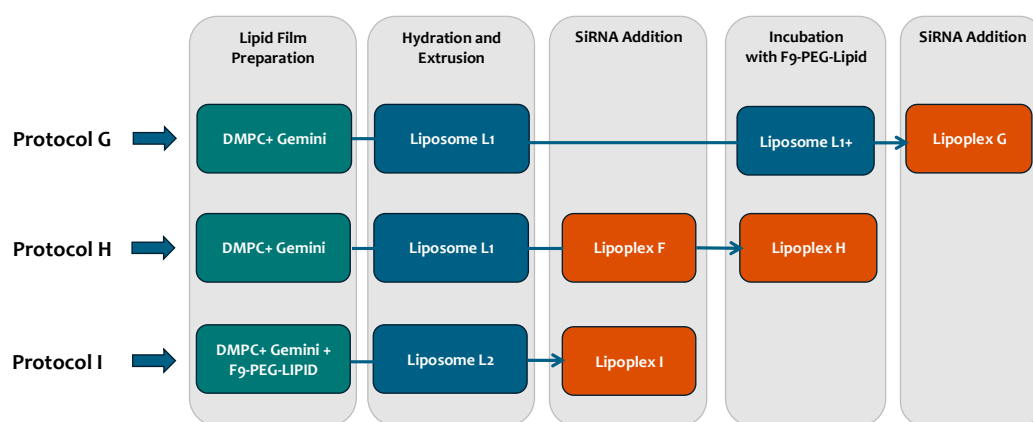 Lipid Film
Preparation
Hydration and
Extrusion
SiRNA Addition
Incubation
with F9-PEG-Lipid
SiRNA Addition
Protocol G
DMPC+ Gemini
Liposome L1
Liposome L1+
Lipoplex G
Protocol H
DMPC+ Gemini
Liposome L1
Lipoplex F
Lipoplex H
Protocol I
DMPC+ Gemini +
F9-PEG-LIPID
Liposome L2
Lipoplex I